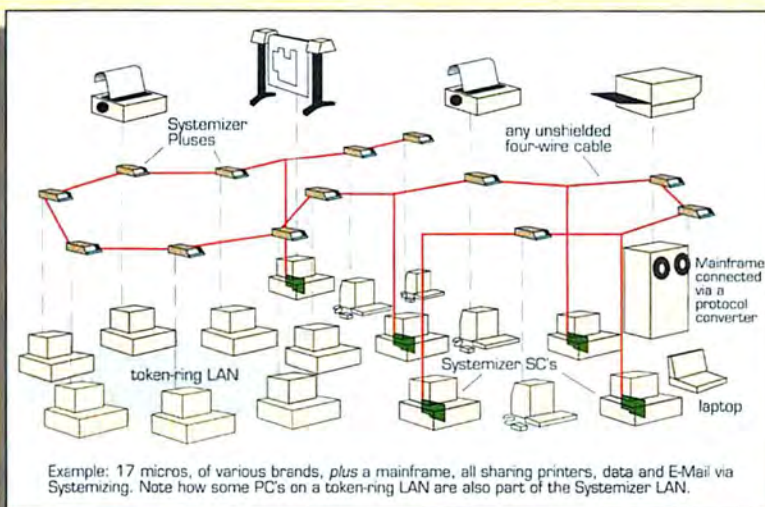 Systemizer
Pluses
any unshielded
four-wire cable
Mainframe
connected
via a
protocol
converter
token-ring LAN
Systemizer SC's
laptop
Example: 17 micros, of various brands, plus a mainframe, all sharing printers, data and E-Mail via
Systemizing. Note how some PC's on a token-ring LAN are also part of the Systemizer LAN.